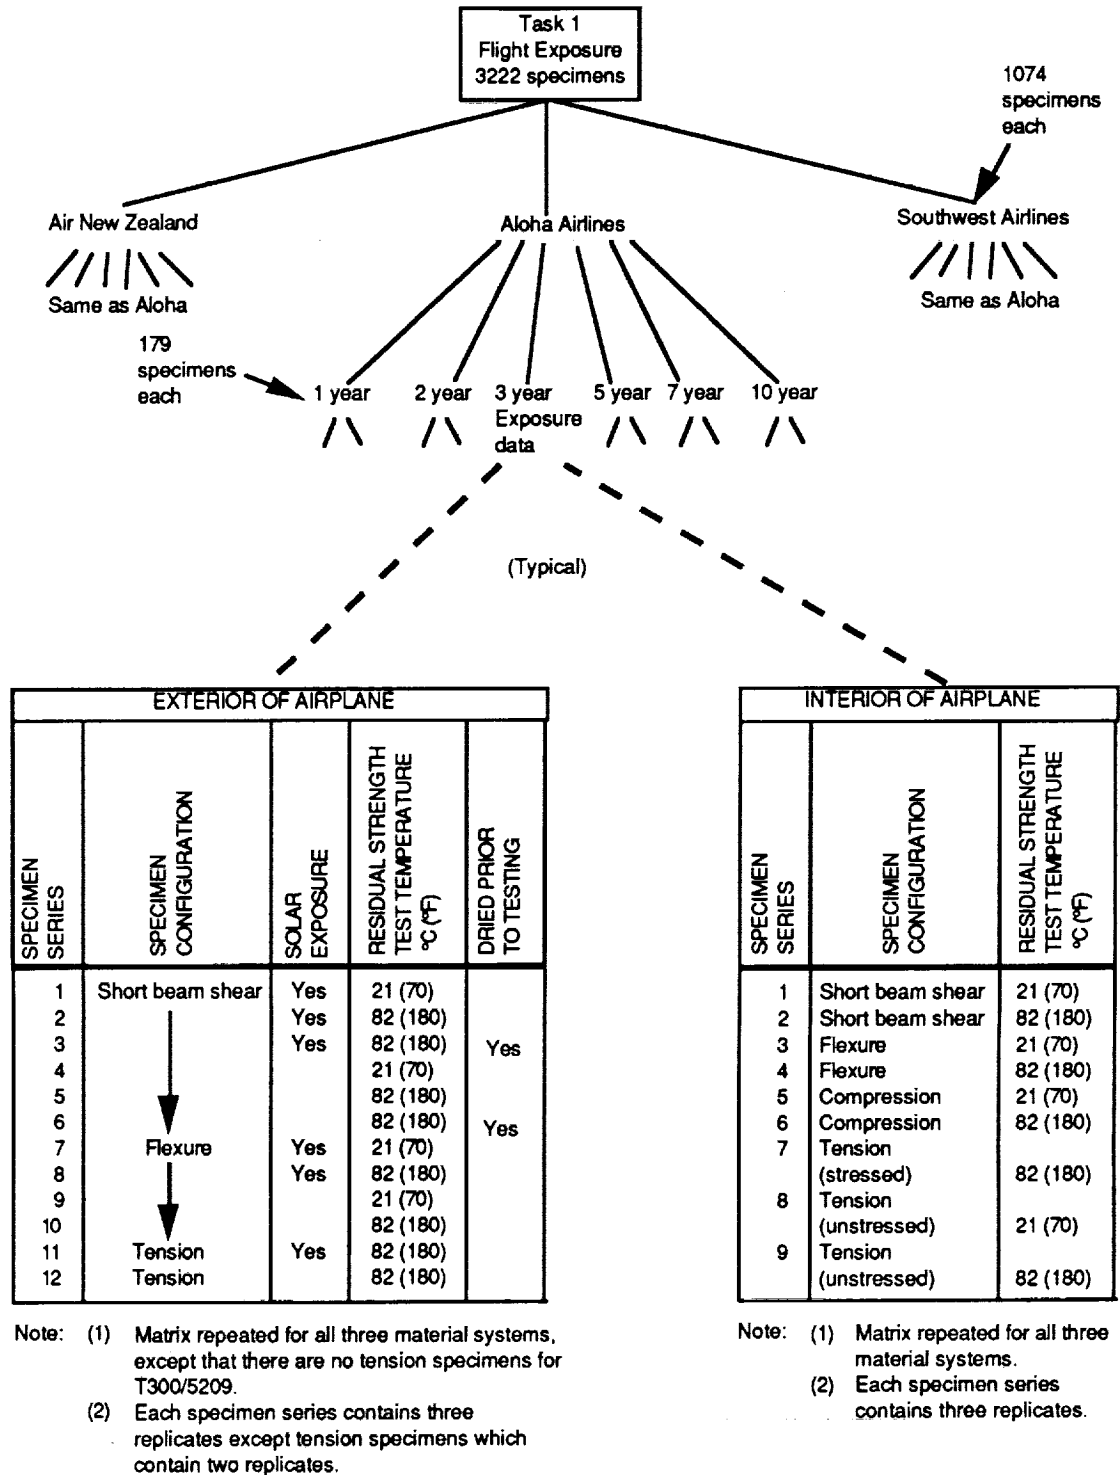 Task 1
Flight Exposure
3222 specimens
1074
specimens
each
Air New Zealand
Aloha Airlines
Southwest Airlines
Same as Aloha
Same as Aloha
179
specimens
each
1 year
2 year
3 year
5 year
7 year
10 year
Exposure
data
(Typical)
EXTERIOR OF AIRPLANE
SPECIMEN
SERIES
SPECIMEN
CONFIGURATION
SOLAR
EXPOSURE
RESIDUAL STRENGTH
TEST TEMPERATURE
°C (°F)
DRIED PRIOR
TO TESTING
1 Short beam shear Yes 21 (70)
2 Yes 82 (180)
3 Yes 82 (180) Yes
4 21 (70)
5 82 (180)
6 82 (180) Yes
7 Flexure Yes 21 (70)
8 Yes 82 (180)
9 21 (70)
10 82 (180)
11 Tension Yes 82 (180)
12 Tension 82 (180)
Note: (1) Matrix repeated for all three material systems,
except that there are no tension specimens for
T300/5209.
(2) Each specimen series contains three
replicates except tension specimens which
contain two replicates.
INTERIOR OF AIRPLANE
SPECIMEN
SERIES
SPECIMEN
CONFIGURATION
RESIDUAL STRENGTH
TEST TEMPERATURE
°C (°F)
1 Short beam shear 21 (70)
2 Short beam shear 82 (180)
3 Flexure 21 (70)
4 Flexure 82 (180)
5 Compression 21 (70)
6 Compression 82 (180)
7 Tension
(stressed) 82 (180)
8 Tension
(unstressed) 21 (70)
9 Tension
(unstressed) 82 (180)
Note: (1) Matrix repeated for all three
material systems.
(2) Each specimen series
contains three replicates.